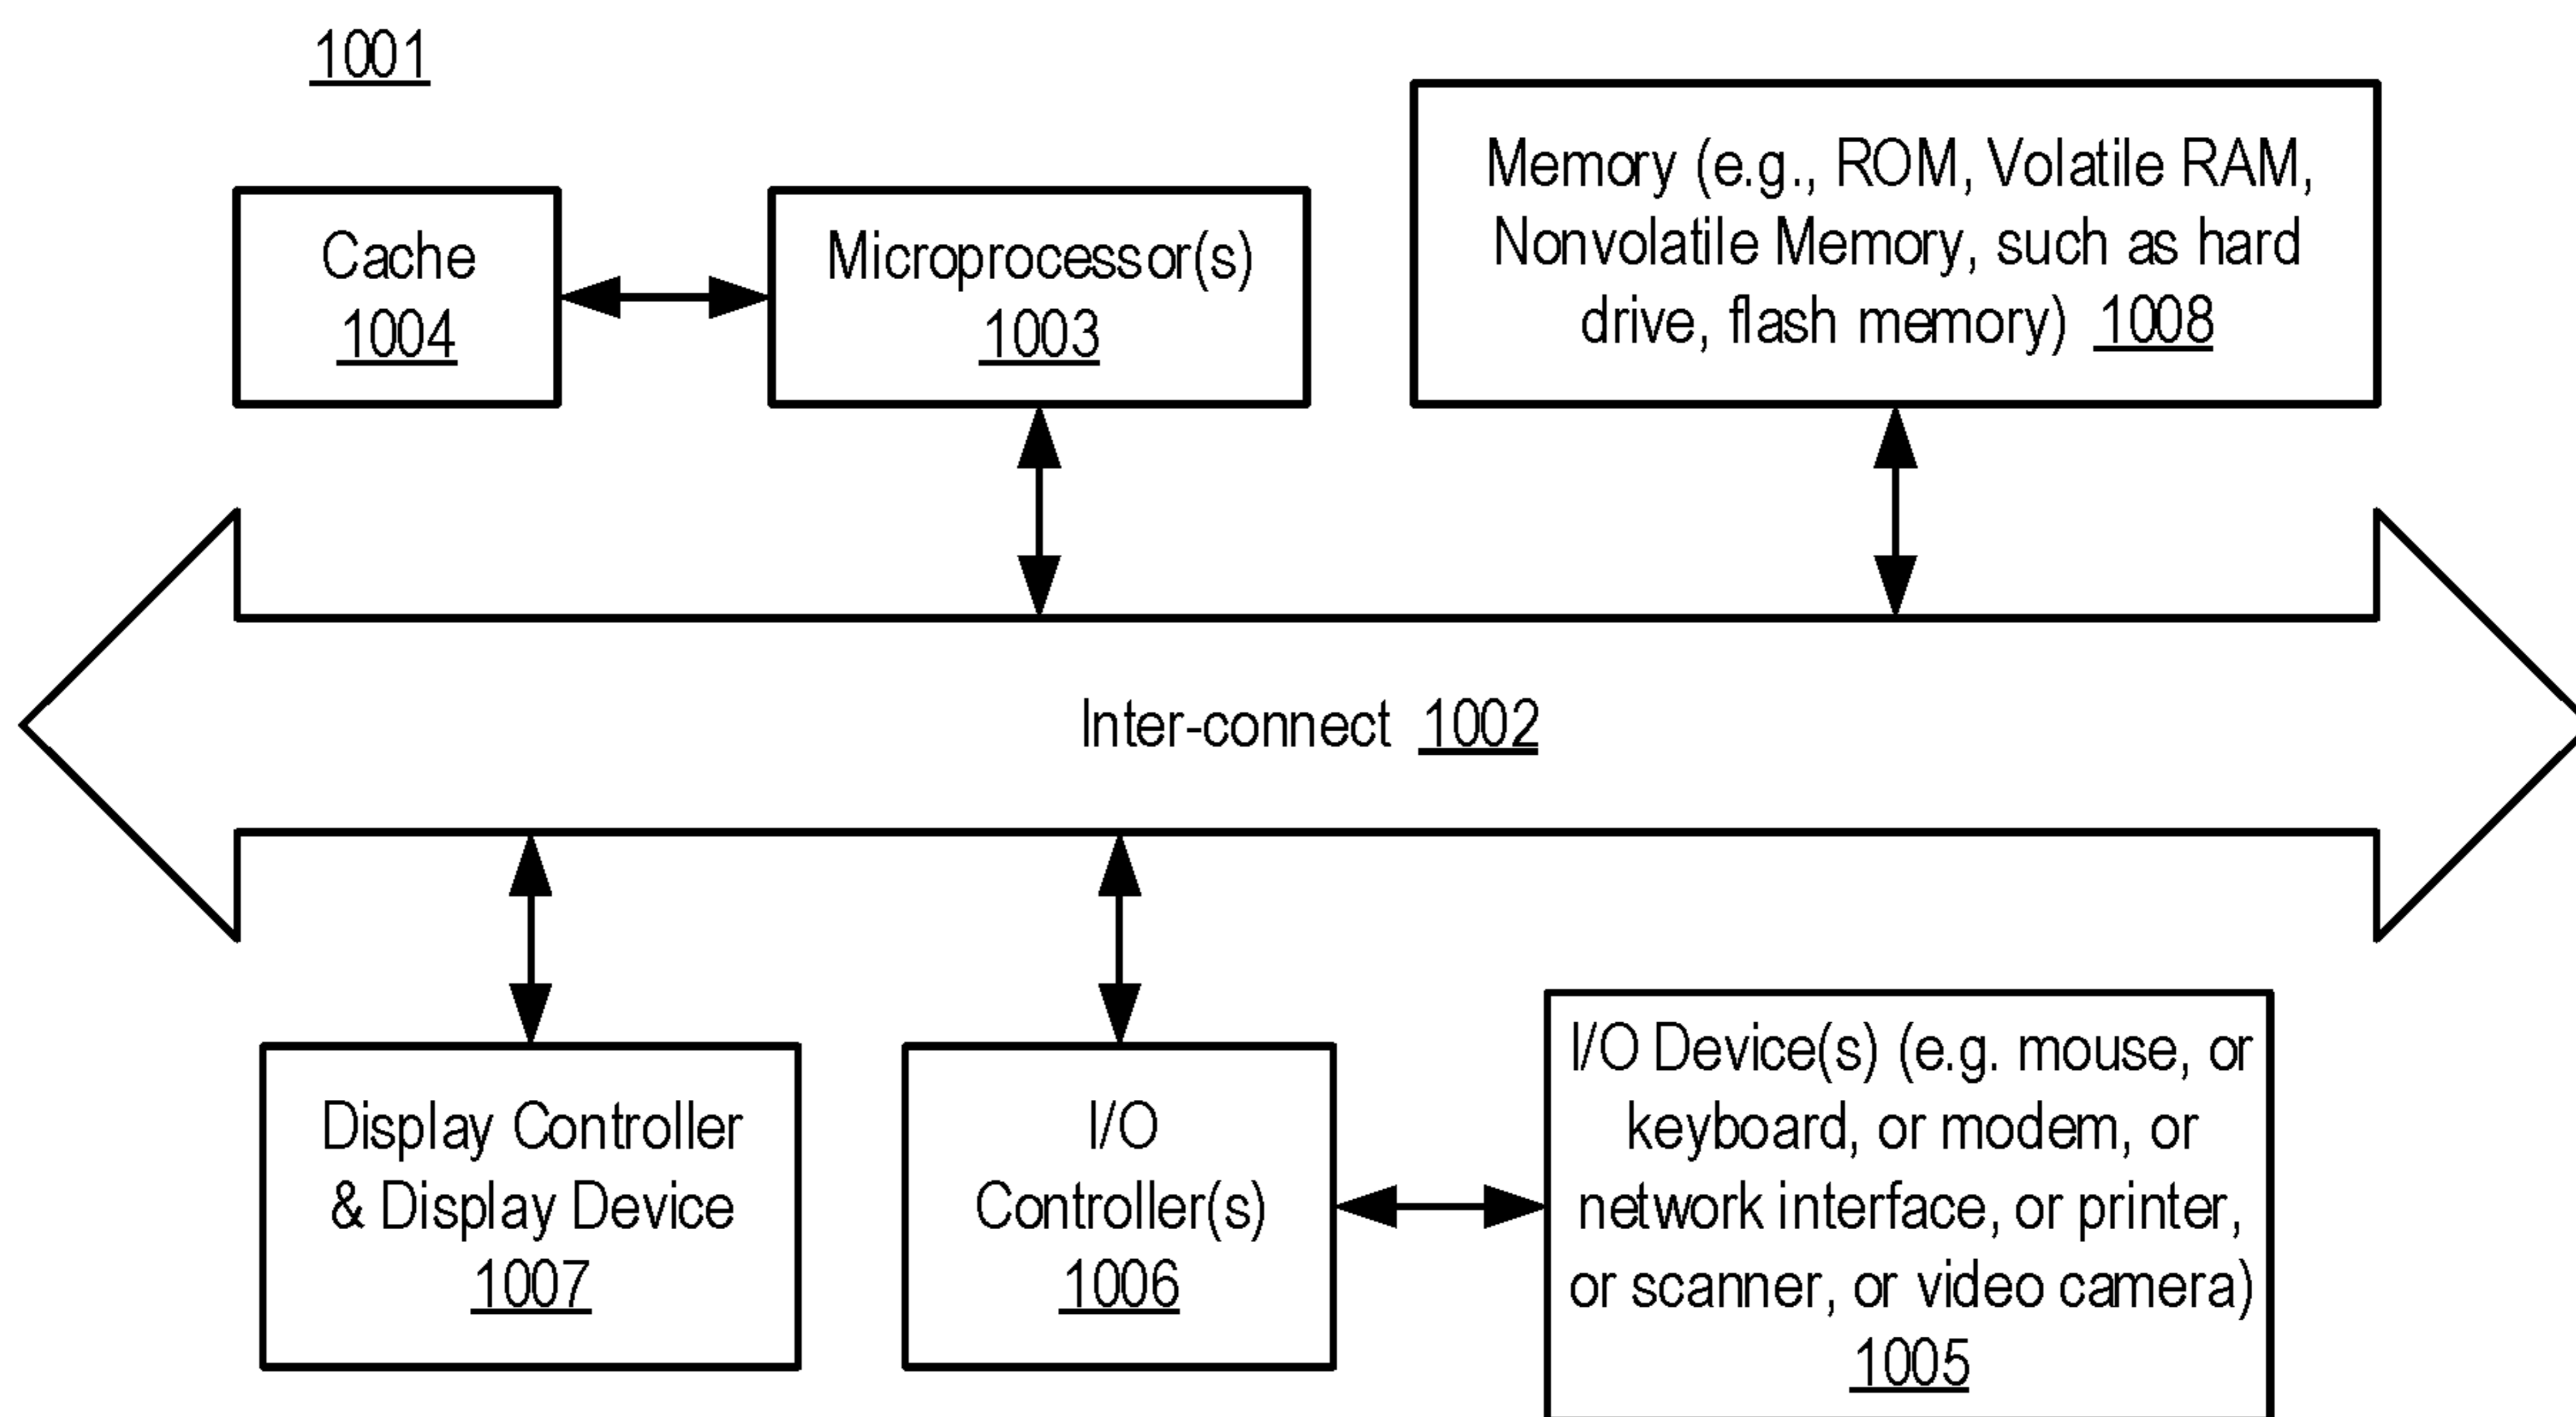 1001
Cache
1004
Microprocessor(s)
1003
Memory (e.g., ROM, Volatile RAM,
Nonvolatile Memory, such as hard
drive, flash memory) 1008
Inter-connect 1002
Display Controller
& Display Device
1007
I/O
Controller(s)
1006
I/O Device(s) (e.g. mouse, or
keyboard, or modem, or
network interface, or printer,
or scanner, or video camera)
1005